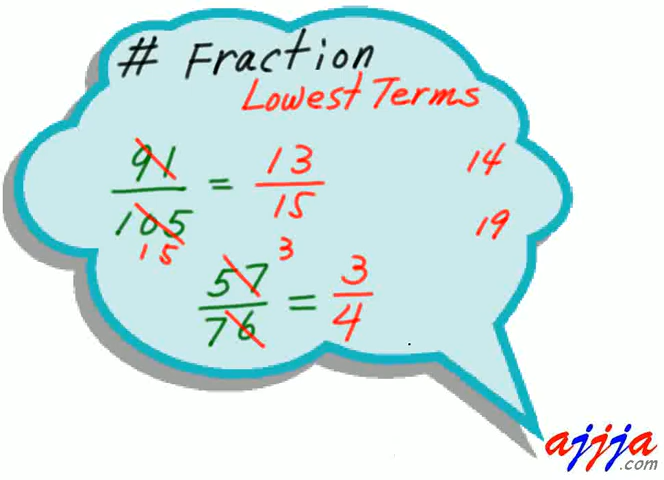 # Fraction
Lowest Terms
91/105 = 13/15
15
14
19
3
57/76 = 3/4
ajjja
.com